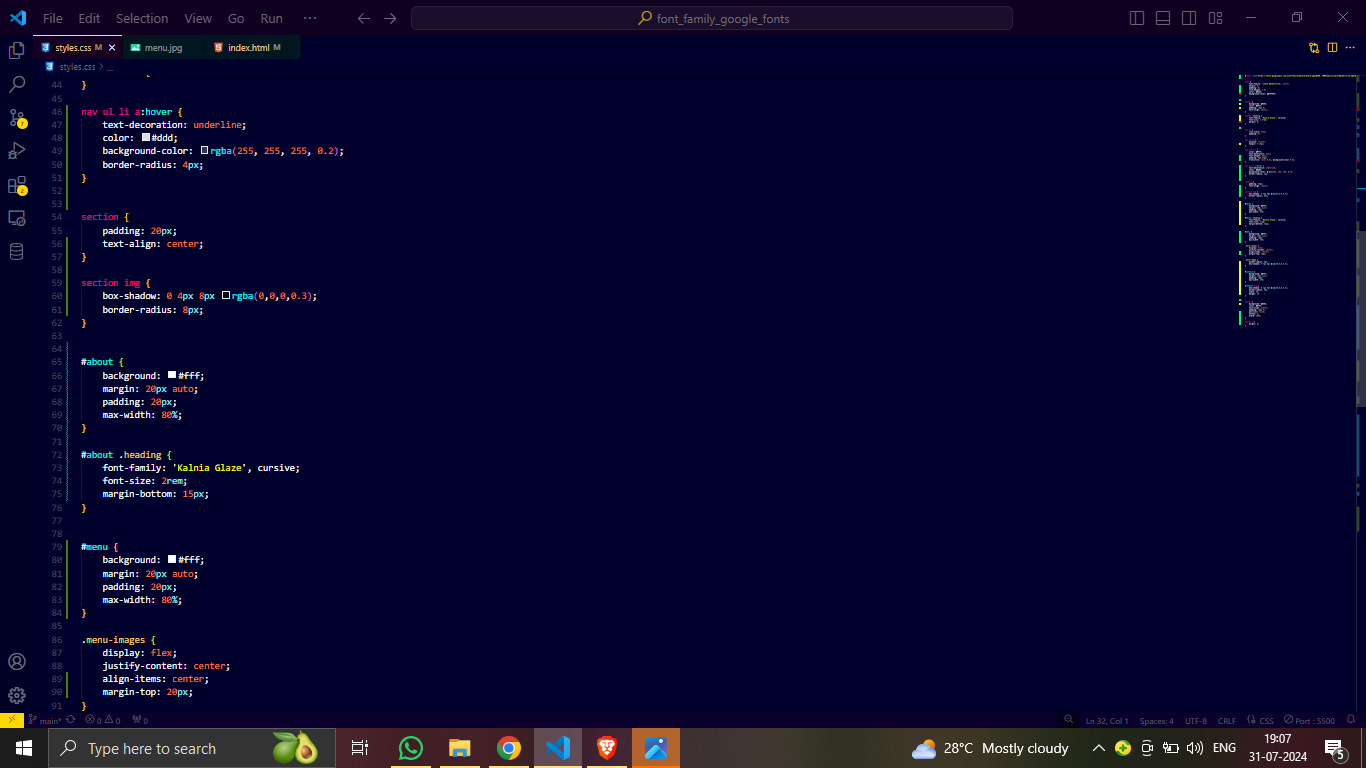 File Edit Selection View Go Run ··· font_family_google_fonts
styles.css M menu.jpg index.html M
styles.css > ...
44 }
45
46 nav ul li a:hover {
47 text-decoration: underline;
48 color: #ddd;
49 background-color: rgba(255, 255, 255, 0.2);
50 border-radius: 4px;
51 }
52
53
54 section {
55 padding: 20px;
56 text-align: center;
57 }
58
59 section img {
60 box-shadow: 0 4px 8px rgba(0,0,0,0.3);
61 border-radius: 8px;
62 }
63
64
65 #about {
66 background: #fff;
67 margin: 20px auto;
68 padding: 20px;
69 max-width: 80%;
70 }
71
72 #about .heading {
73 font-family: 'Kalnia Glaze', cursive;
74 font-size: 2rem;
75 margin-bottom: 15px;
76 }
77
78
79 #menu {
80 background: #fff;
81 margin: 20px auto;
82 padding: 20px;
83 max-width: 80%;
84 }
85
86 .menu-images {
87 display: flex;
88 justify-content: center;
89 align-items: center;
90 margin-top: 20px;
91 }
main* 0 0 0 Ln 32, Col 1 Spaces: 4 UTF-8 CRLF CSS Port : 5500
Type here to search 28°C Mostly cloudy ENG 19:07
31-07-2024 5